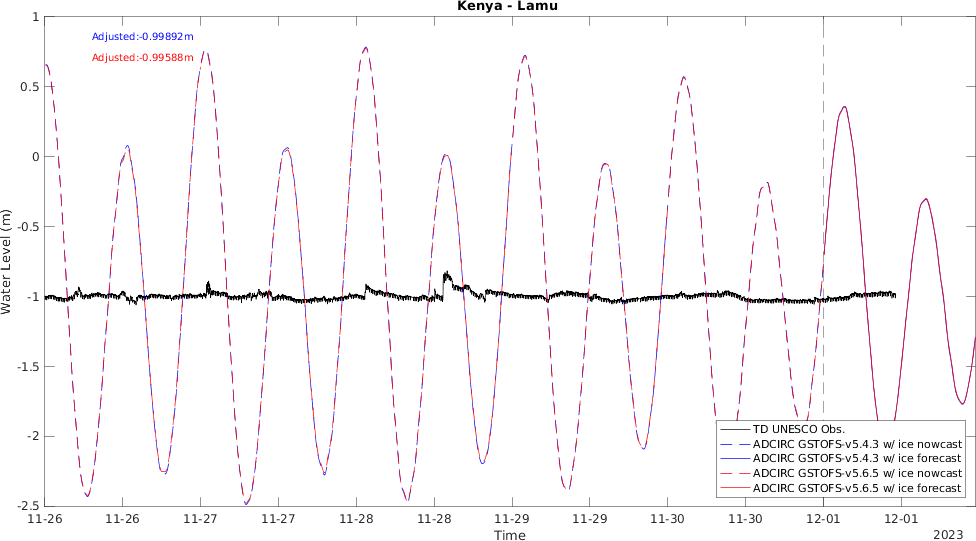 Kenya - Lamu
Adjusted:-0.99892m
Adjusted:-0.99588m
Water Level (m)
1
0.5
0
-0.5
-1
-1.5
-2
-2.5
11-26 11-26 11-27 11-27 11-28 11-28 11-29 11-29 11-30 11-30 12-01 12-01
Time
2023
TD UNESCO Obs.
ADCIRC GSTOFS-v5.4.3 w/ ice nowcast
ADCIRC GSTOFS-v5.4.3 w/ ice forecast
ADCIRC GSTOFS-v5.6.5 w/ ice nowcast
ADCIRC GSTOFS-v5.6.5 w/ ice forecast